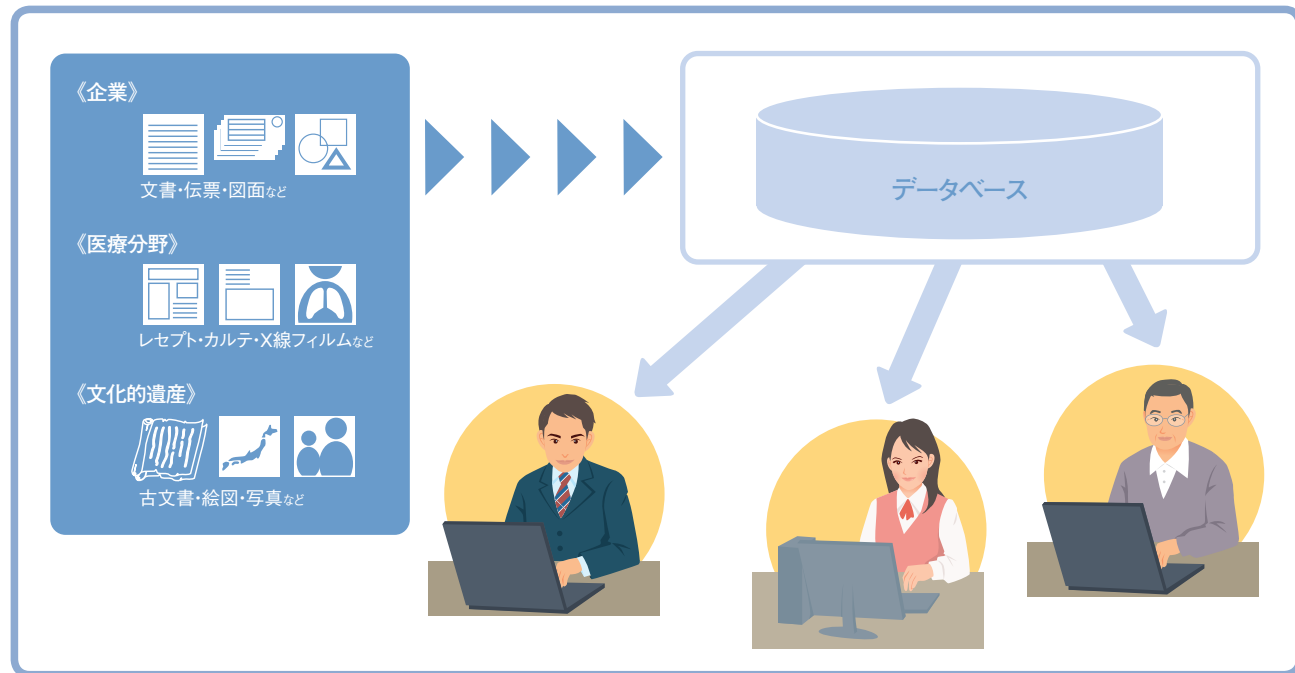 《企業》
文書・伝票・図面など
《医療分野》
レセプト・カルテ・X線フィルムなど
《文化的遺産》
古文書・絵図・写真など
データベース